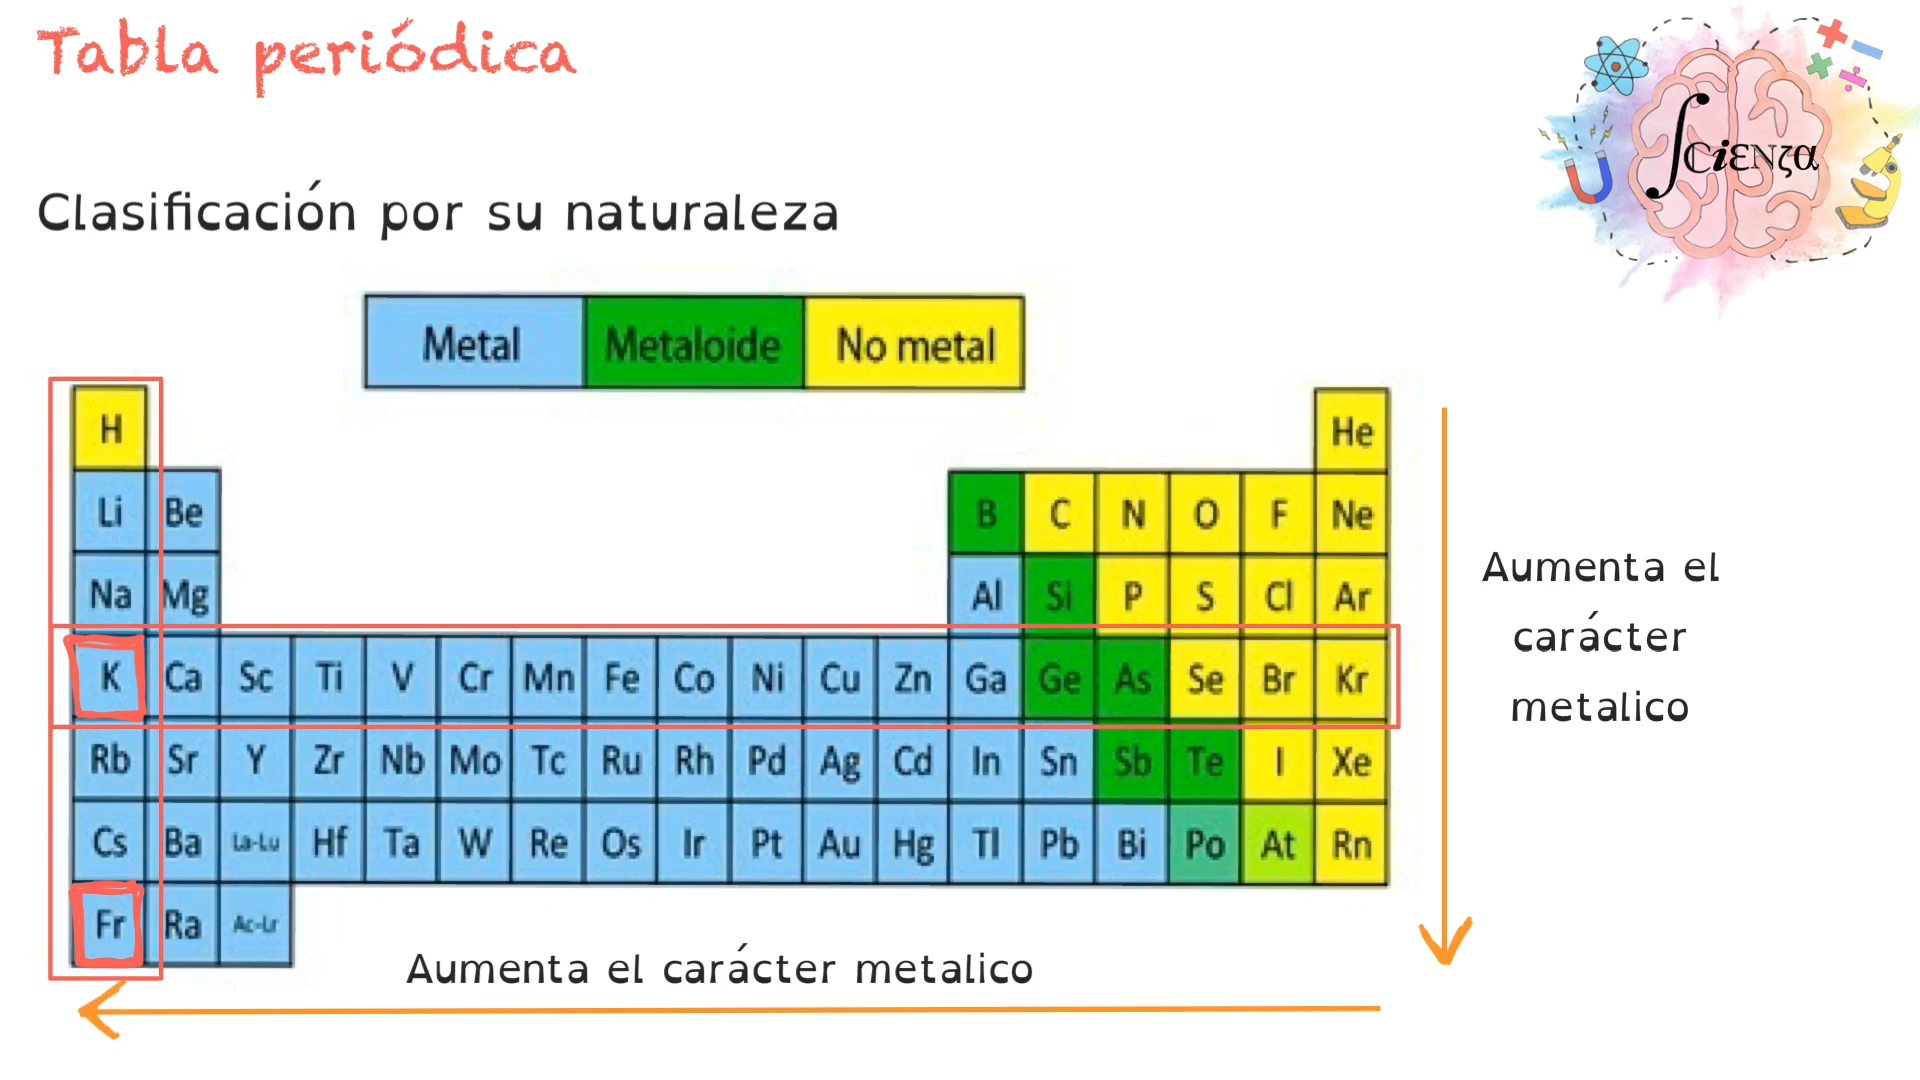 Tabla periódica
∫CiENζα
Clasificación por su naturaleza
Metal Metaloide No metal
H He
Li Be B C N O F Ne
Na Mg Al Si P S Cl Ar
K Ca Sc Ti V Cr Mn Fe Co Ni Cu Zn Ga Ge As Se Br Kr
Rb Sr Y Zr Nb Mo Tc Ru Rh Pd Ag Cd In Sn Sb Te I Xe
Cs Ba La-Lu Hf Ta W Re Os Ir Pt Au Hg Tl Pb Bi Po At Rn
Fr Ra Ac-Lr
Aumenta el
carácter
metalico
Aumenta el carácter metalico